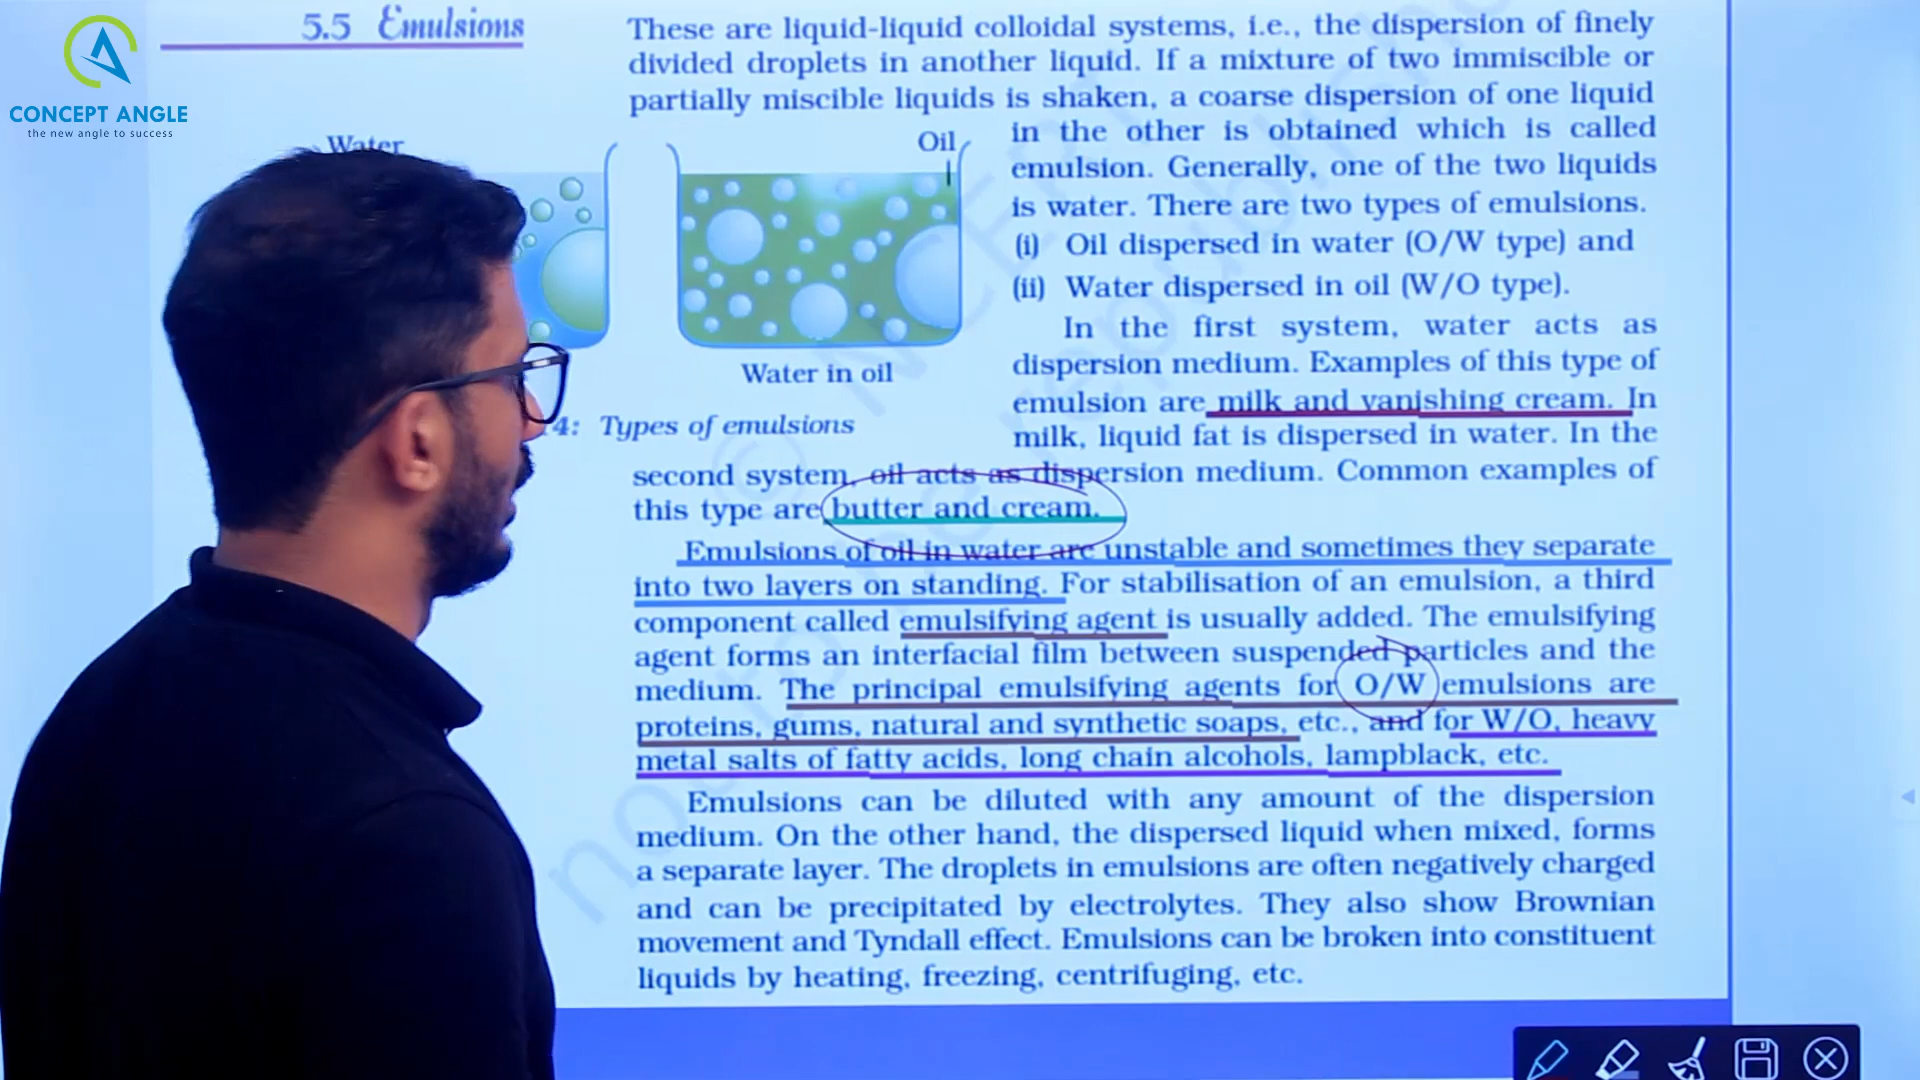 CONCEPT ANGLE
the new angle to success
5.5 Emulsions
These are liquid-liquid colloidal systems, i.e., the dispersion of finely
divided droplets in another liquid. If a mixture of two immiscible or
partially miscible liquids is shaken, a coarse dispersion of one liquid
in the other is obtained which is called
emulsion. Generally, one of the two liquids
is water. There are two types of emulsions.
(i) Oil dispersed in water (O/W type) and
(ii) Water dispersed in oil (W/O type).
In the first system, water acts as
dispersion medium. Examples of this type of
emulsion are milk and vanishing cream. In
milk, liquid fat is dispersed in water. In the
second system, oil acts as dispersion medium. Common examples of
this type are butter and cream.
Water
Oil
Water in oil
4: Types of emulsions
Emulsions of oil in water are unstable and sometimes they separate
into two layers on standing. For stabilisation of an emulsion, a third
component called emulsifying agent is usually added. The emulsifying
agent forms an interfacial film between suspended particles and the
medium. The principal emulsifying agents for O/W emulsions are
proteins, gums, natural and synthetic soaps, etc., and for W/O, heavy
metal salts of fatty acids, long chain alcohols, lampblack, etc.
Emulsions can be diluted with any amount of the dispersion
medium. On the other hand, the dispersed liquid when mixed, forms
a separate layer. The droplets in emulsions are often negatively charged
and can be precipitated by electrolytes. They also show Brownian
movement and Tyndall effect. Emulsions can be broken into constituent
liquids by heating, freezing, centrifuging, etc.